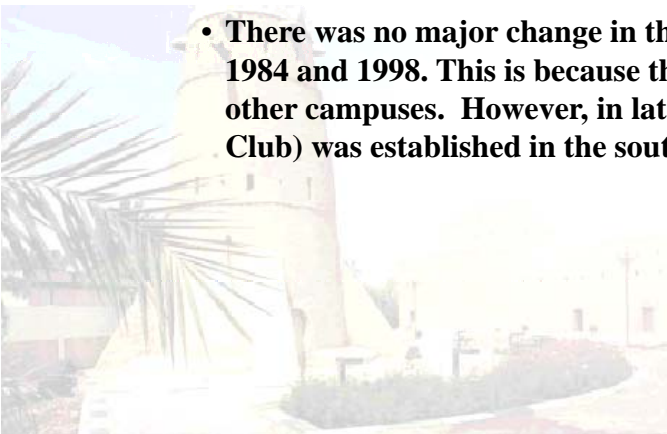 • There was no major change in th
1984 and 1998. This is because th
other campuses. However, in lat
Club) was established in the sout